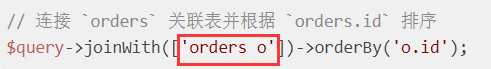 // 连接 `orders` 关联表并根据 `orders.id` 排序
$query->joinWith(['orders o'])->orderBy('o.id');